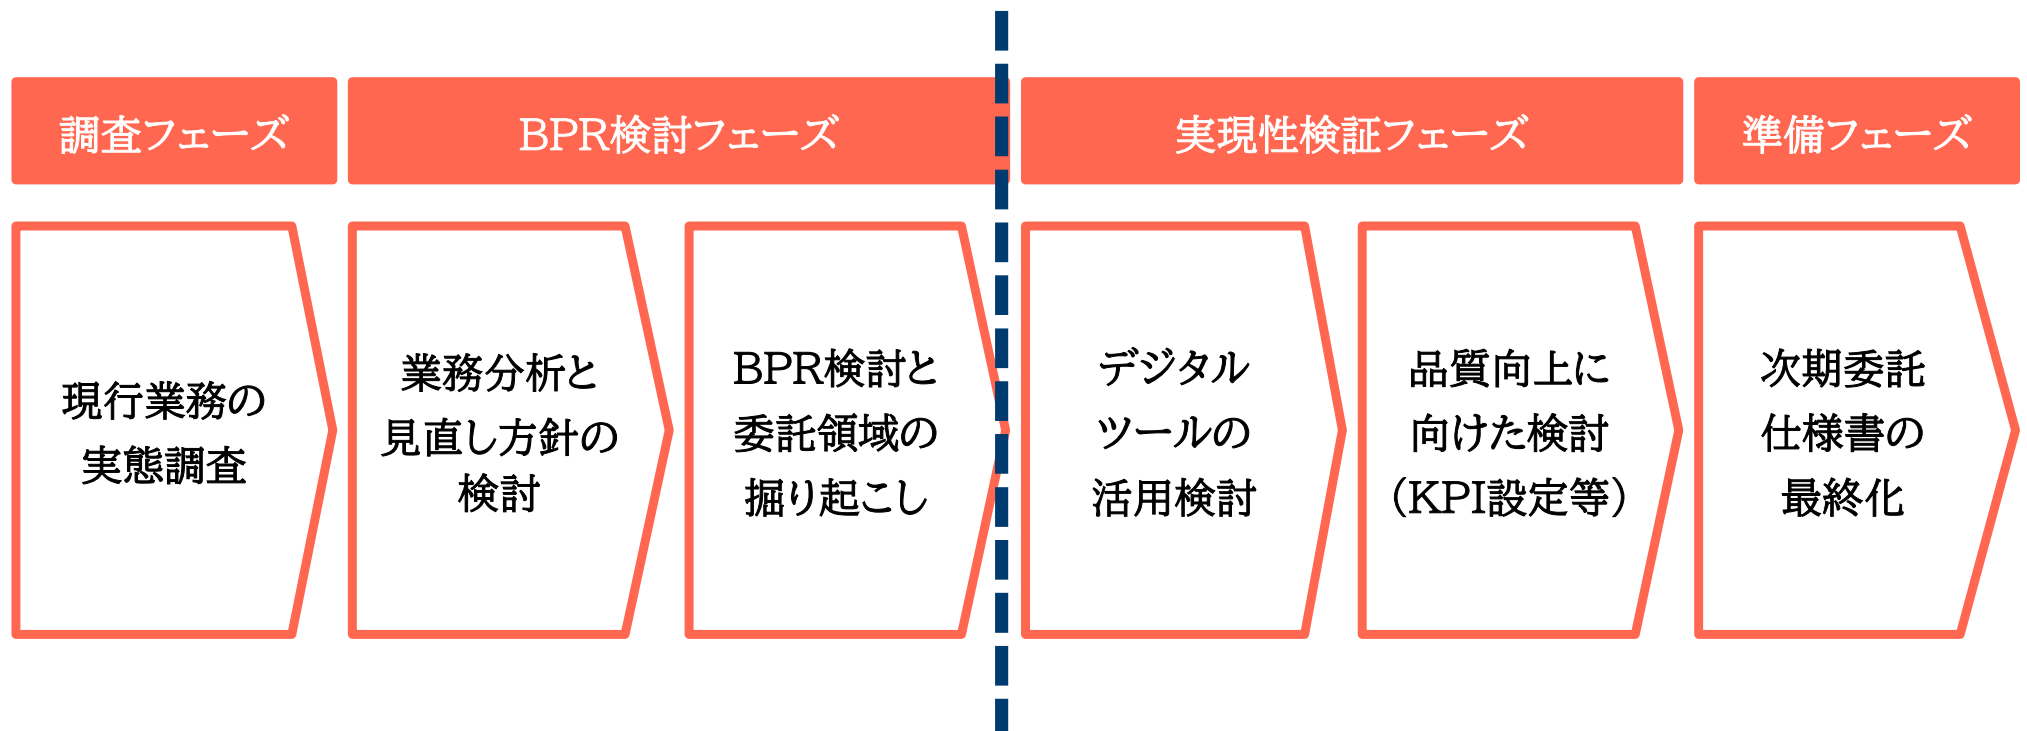 調査フェーズ
BPR検討フェーズ
実現性検証フェーズ
準備フェーズ
現行業務の
実態調査
業務分析と
見直し方針の
検討
BPR検討と
委託領域の
掘り起こし
デジタル
ツールの
活用検討
品質向上に
向けた検討
（KPI設定等）
次期委託
仕様書の
最終化